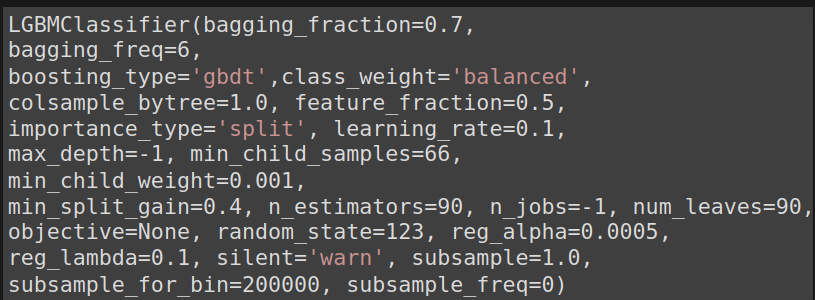 LGBMClassifier(bagging_fraction=0.7,
bagging_freq=6,
boosting_type='gbdt',class_weight='balanced',
colsample_bytree=1.0, feature_fraction=0.5,
importance_type='split', learning_rate=0.1,
max_depth=-1, min_child_samples=66,
min_child_weight=0.001,
min_split_gain=0.4, n_estimators=90, n_jobs=-1, num_leaves=90,
objective=None, random_state=123, reg_alpha=0.0005,
reg_lambda=0.1, silent='warn', subsample=1.0,
subsample_for_bin=200000, subsample_freq=0)